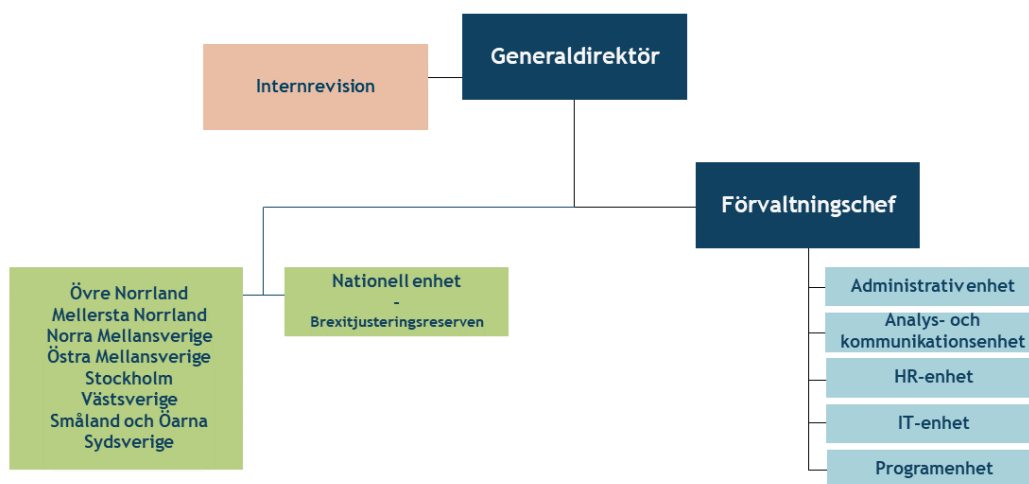 Generaldirektör
Internrevision
Förvaltningschef
Övre Norrland
Mellersta Norrland
Norra Mellansverige
Östra Mellansverige
Stockholm
Västsverige
Småland och Öarna
Sydsverige
Nationell enhet
-
Brexitjusteringsreserven
Administrativ enhet
Analys- och
kommunikationsenhet
HR-enhet
IT-enhet
Programenhet